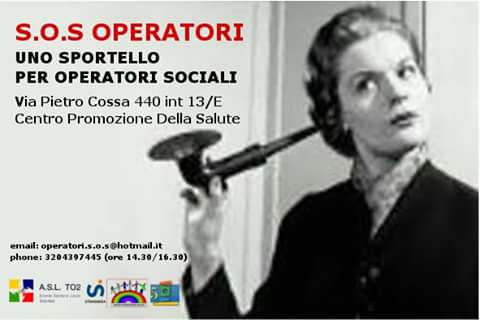 S.O.S OPERATORI
UNO SPORTELLO
PER OPERATORI SOCIALI
Via Pietro Cossa 440 int 13/E
Centro Promozione Della Salute
email: operatori.s.o.s@hotmail.it
phone: 3204397445 (ore 14.30/16.30)
A.S.L. TO2